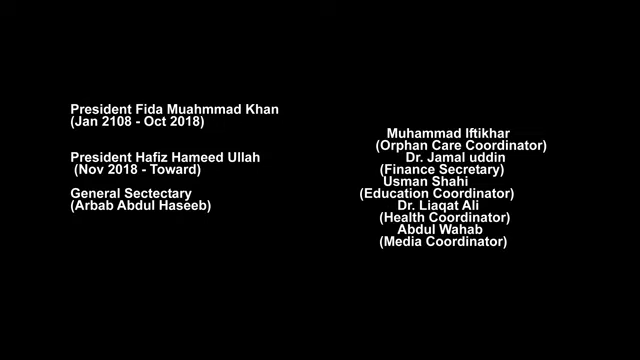 President Fida Muahmmad Khan
(Jan 2108 - Oct 2018)
President Hafiz Hameed Ullah
(Nov 2018 - Toward)
General Sectectary
(Arbab Abdul Haseeb)
Muhammad Iftikhar
(Orphan Care Coordinator)
Dr. Jamal uddin
(Finance Secretary)
Usman Shahi
(Education Coordinator)
Dr. Liaqat Ali
(Health Coordinator)
Abdul Wahab
(Media Coordinator)